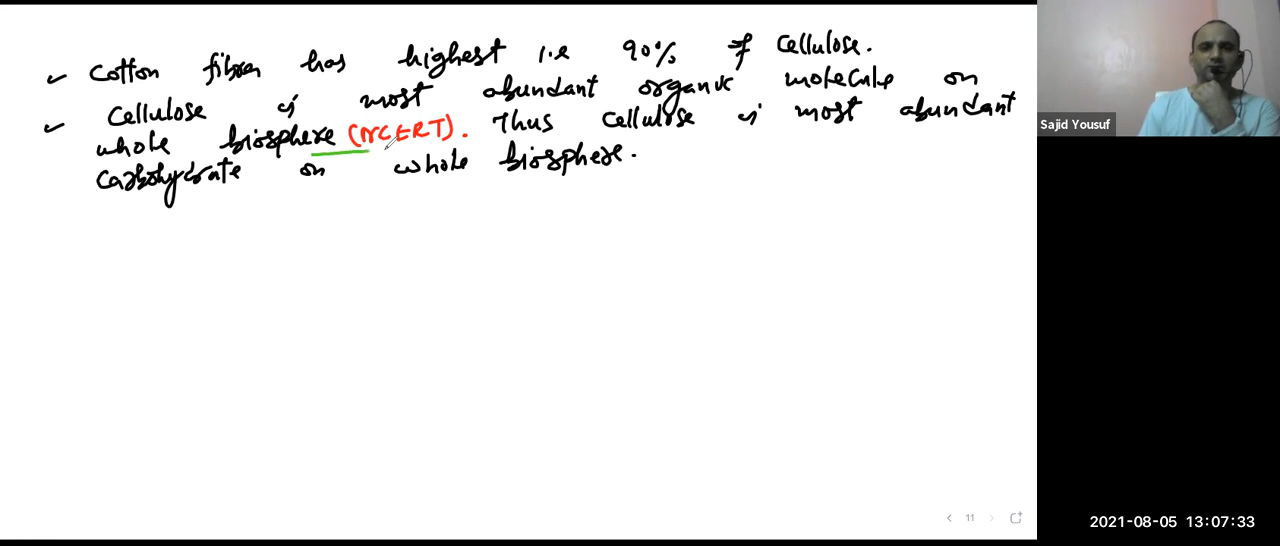 ✓ Cotton fibre has highest i.e 90% of cellulose.
✓ Cellulose is most abundant organic molecule on
whole biosphere (NCERT). Thus cellulose is most abundant
carbohydrate on whole biosphere.
Sajid Yousuf
11
2021-08-05 13:07:33